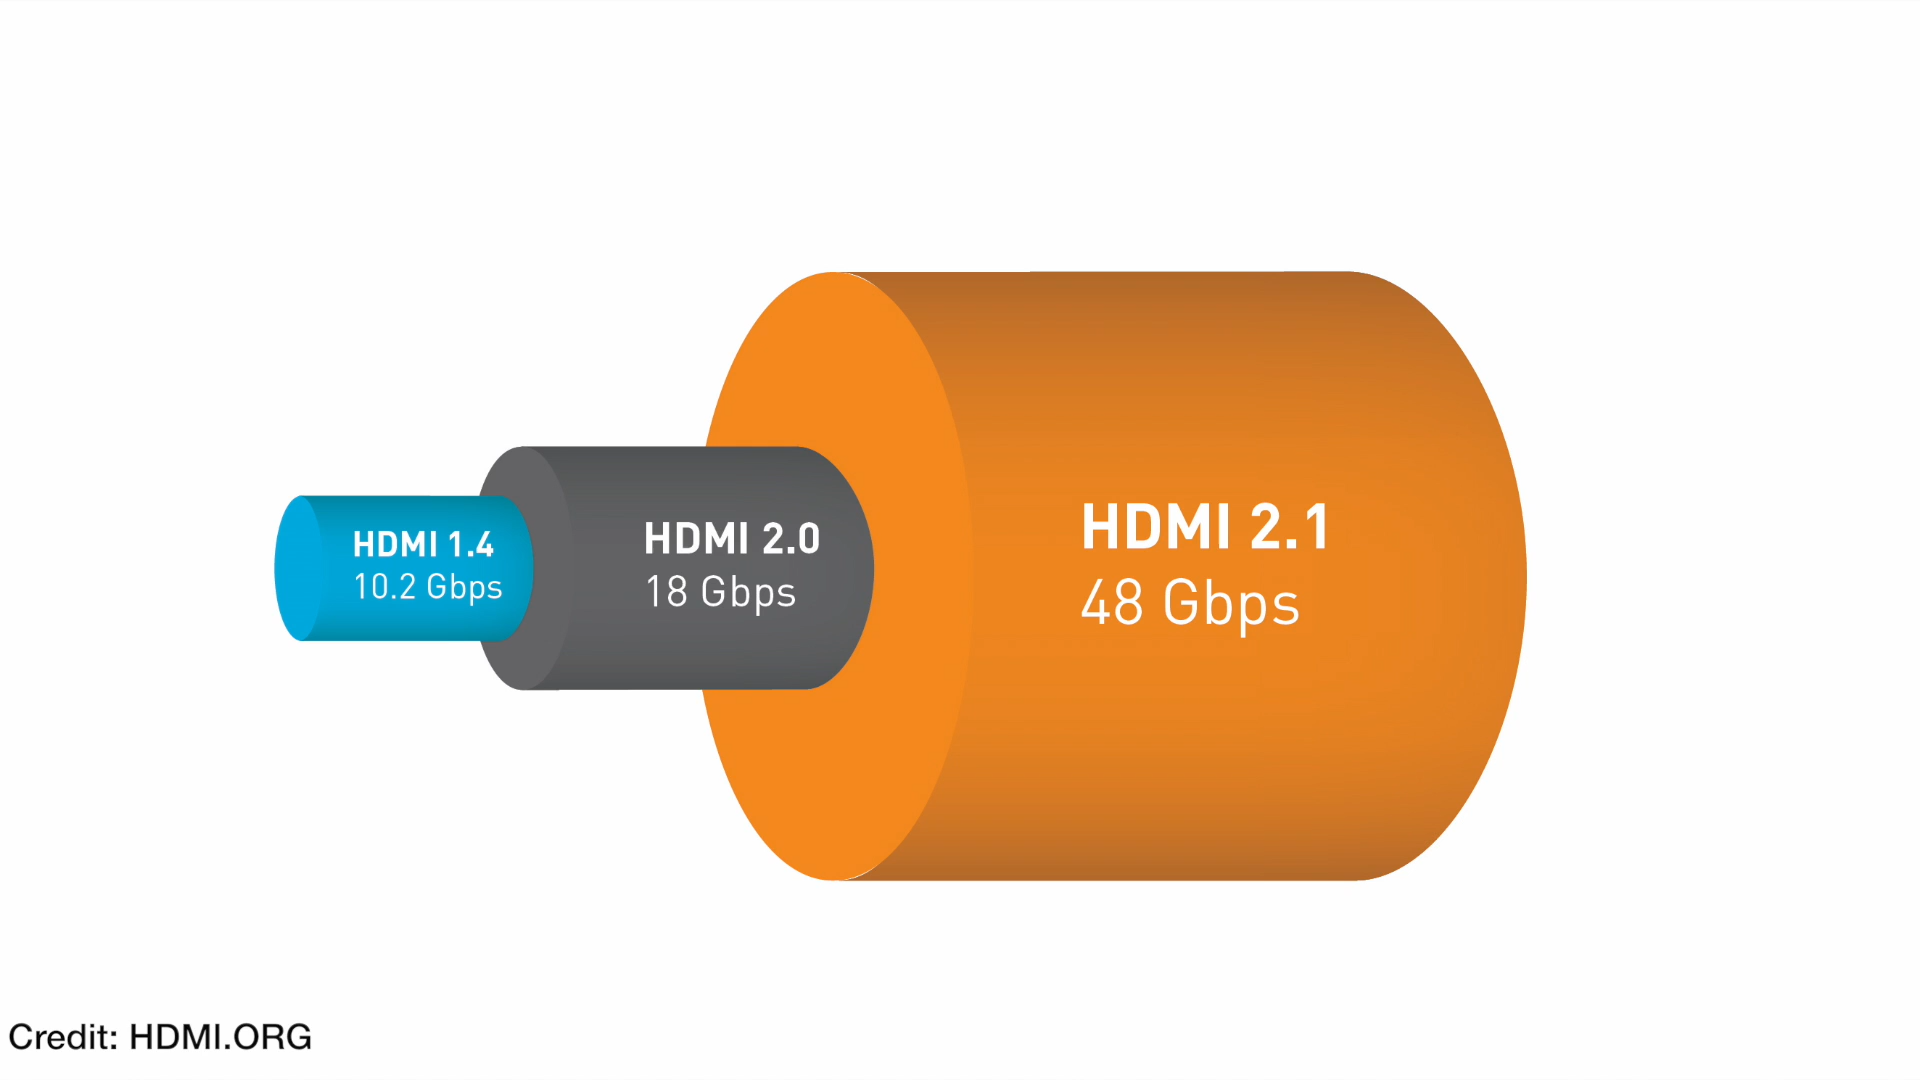 HDMI 1.4
10.2 Gbps
HDMI 2.0
18 Gbps
HDMI 2.1
48 Gbps
Credit: HDMI.ORG